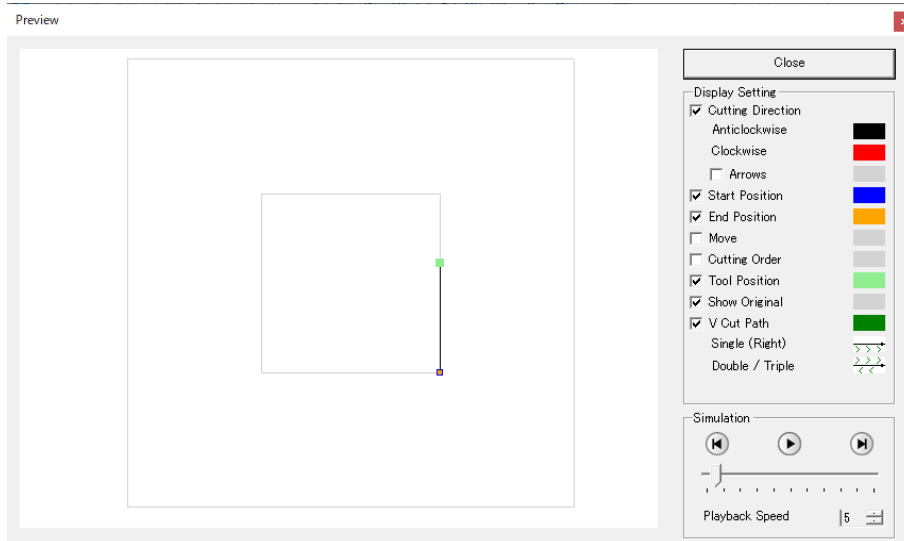 Preview
Close
Display Setting
Cutting Direction
Anticlockwise
Clockwise
Arrows
Start Position
End Position
Move
Cutting Order
Tool Position
Show Original
V Cut Path
Single (Right)
Double / Triple
Simulation
Playback Speed 5